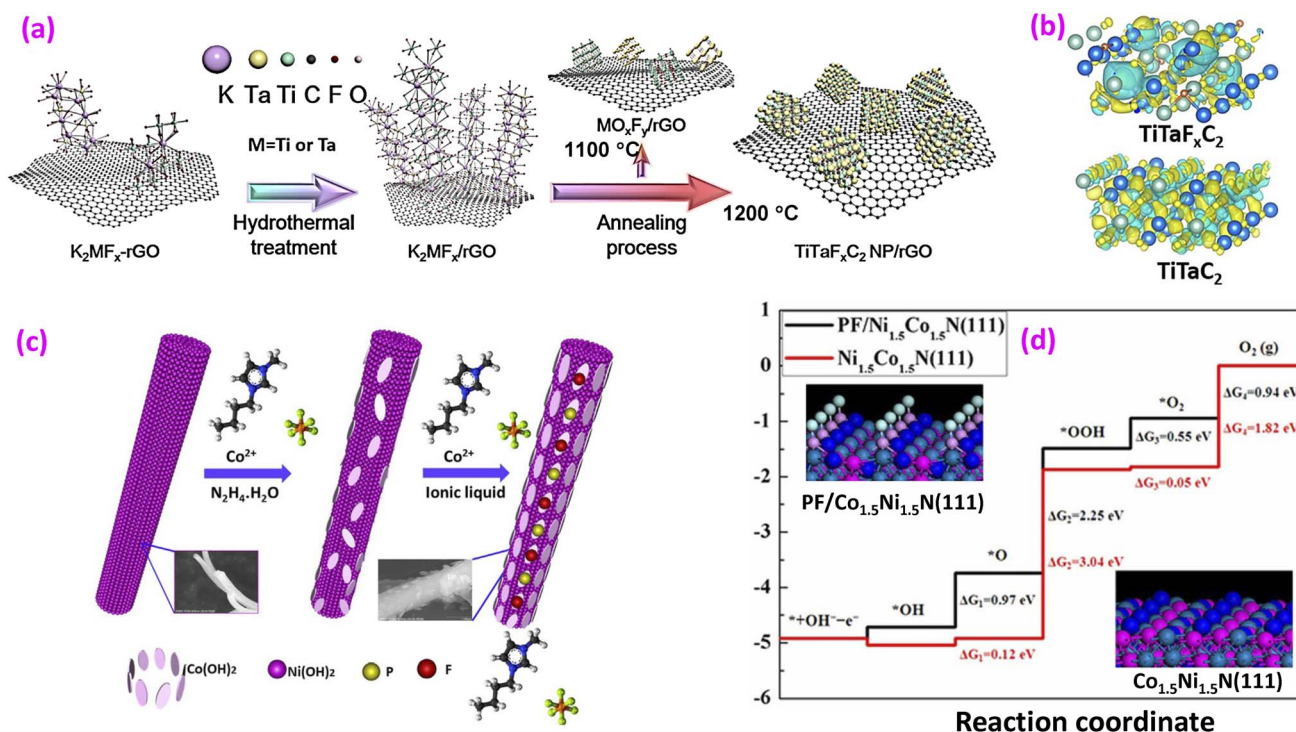 (a)
K Ta Ti C F O
M=Ti or Ta
Hydrothermal
treatment
K₂MFₓ-rGO
K₂MFₓ/rGO
MOₓFᵧ/rGO
1100 °C
Annealing
process
1200 °C
TiTaFₓC₂ NP/rGO
(b)
TiTaFₓC₂
TiTaC₂
(c)
Co²⁺
N₂H₄.H₂O
Co²⁺
Ionic liquid
Co(OH)₂
Ni(OH)₂
P
F
(d)
1
0
-1
-2
-3
-4
-5
-6
PF/Ni₁.₅Co₁.₅N(111)
Ni₁.₅Co₁.₅N(111)
PF/Co₁.₅Ni₁.₅N(111)
*+OH⁻−e⁻
*OH
*O
*OOH
*O₂
O₂ (g)
ΔG₁=0.97 eV
ΔG₁=0.12 eV
ΔG₂=2.25 eV
ΔG₂=3.04 eV
ΔG₃=0.55 eV
ΔG₃=0.05 eV
ΔG₄=0.94 eV
ΔG₄=1.82 eV
Co₁.₅Ni₁.₅N(111)
Reaction coordinate